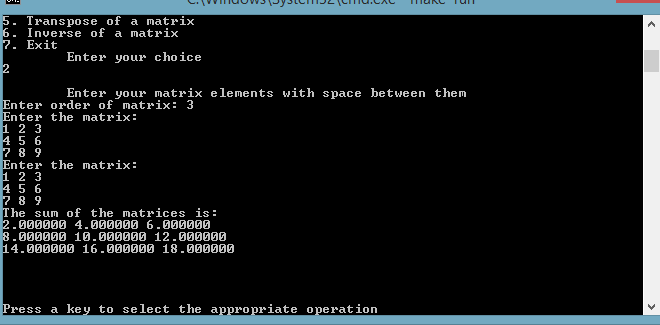 C:\Windows\System32\cmd.exe - make run
5. Transpose of a matrix
6. Inverse of a matrix
7. Exit
Enter your choice
2
Enter your matrix elements with space between them
Enter order of matrix: 3
Enter the matrix:
1 2 3
4 5 6
7 8 9
Enter the matrix:
1 2 3
4 5 6
7 8 9
The sum of the matrices is:
2.000000 4.000000 6.000000
8.000000 10.000000 12.000000
14.000000 16.000000 18.000000
Press a key to select the appropriate operation